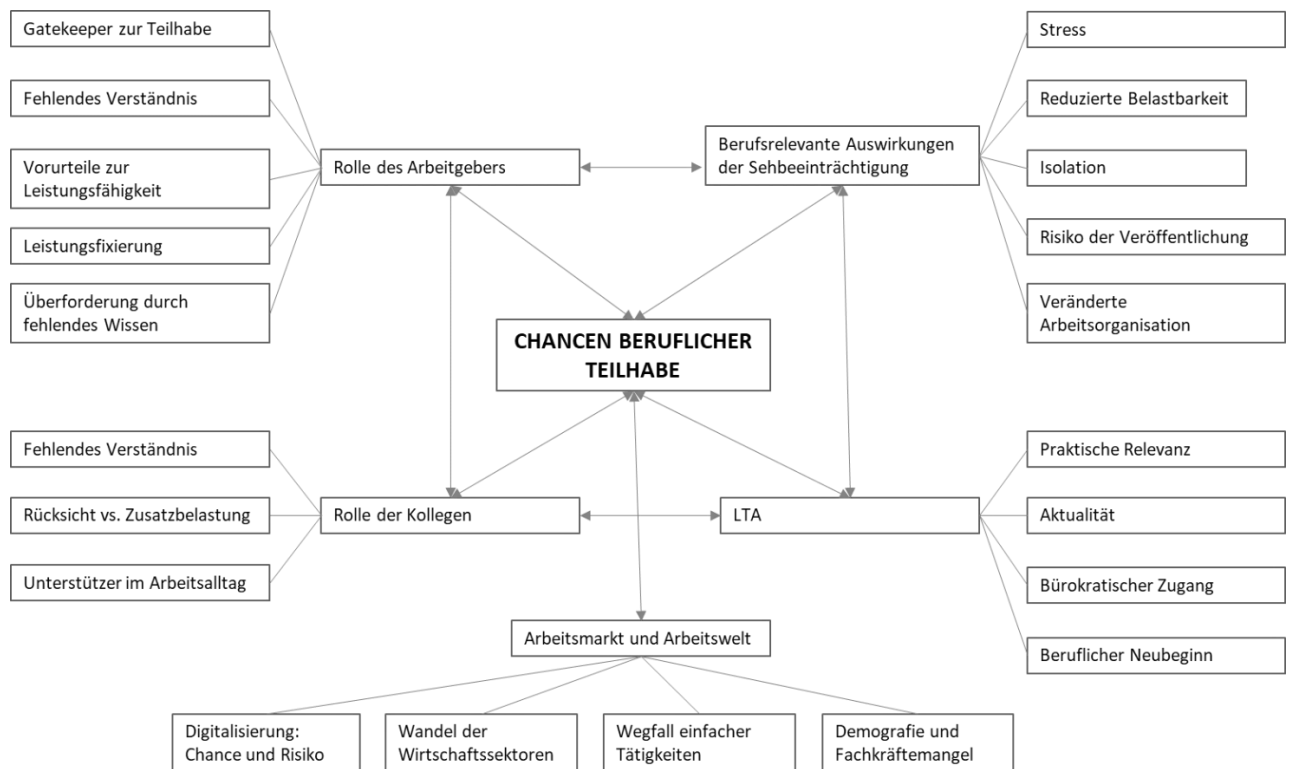 Gatekeeper zur Teilhabe
Fehlendes Verständnis
Vorurteile zur
Leistungsfähigkeit
Leistungsfixierung
Überforderung durch
fehlendes Wissen
Rolle des Arbeitgebers
Berufsrelevante Auswirkungen
der Sehbeeinträchtigung
Stress
Reduzierte Belastbarkeit
Isolation
Risiko der Veröffentlichung
Veränderte
Arbeitsorganisation
CHANCEN BERUFLICHER
TEILHABE
Fehlendes Verständnis
Rücksicht vs. Zusatzbelastung
Unterstützer im Arbeitsalltag
Rolle der Kollegen
LTA
Praktische Relevanz
Aktualität
Bürokratischer Zugang
Beruflicher Neubeginn
Arbeitsmarkt und Arbeitswelt
Digitalisierung:
Chance und Risiko
Wandel der
Wirtschaftssektoren
Wegfall einfacher
Tätigkeiten
Demografie und
Fachkräftemangel